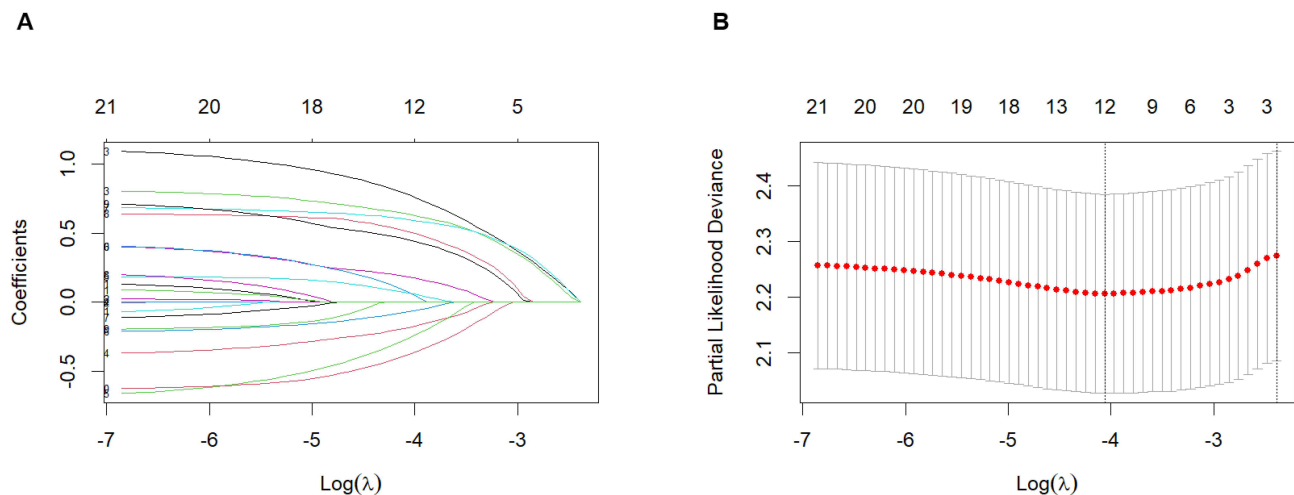 A
21 20 18 12 5
1.0
0.5
0.0
-0.5
Coefficients
-7 -6 -5 -4 -3
Log(λ)
B
21 20 20 19 18 13 12 9 6 3 3
2.4
2.3
2.2
2.1
Partial Likelihood Deviance
-7 -6 -5 -4 -3
Log(λ)